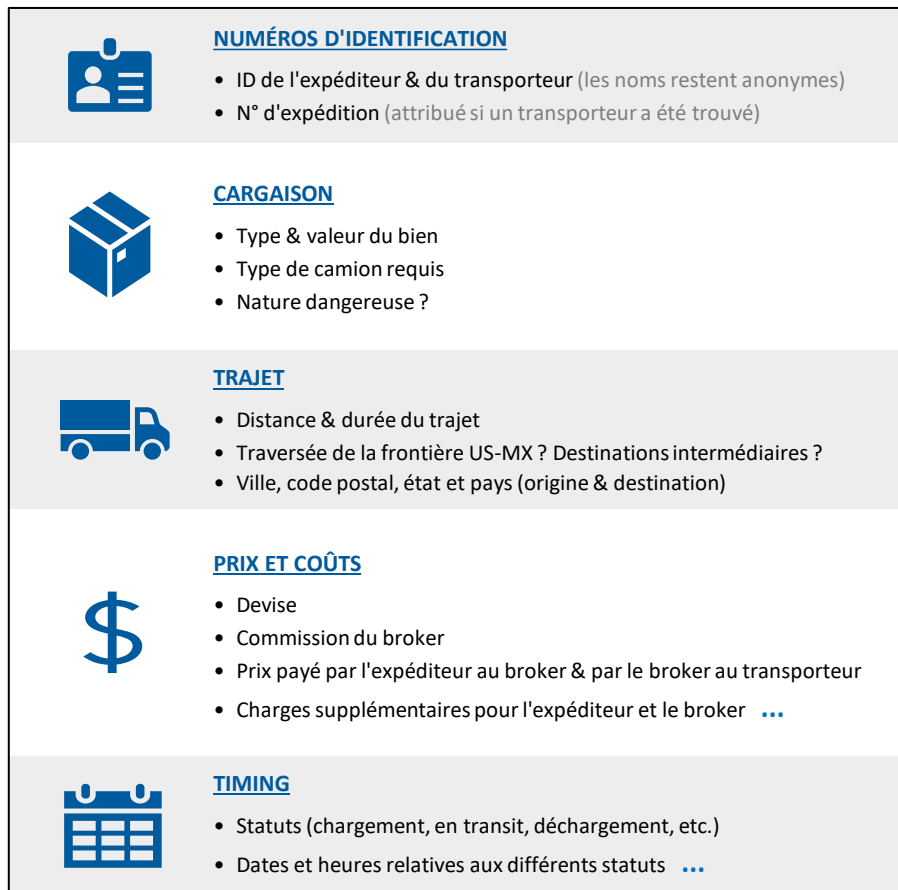 NUMÉROS D'IDENTIFICATION
• ID de l'expéditeur & du transporteur (les noms restent anonymes)
• N° d'expédition (attribué si un transporteur a été trouvé)
CARGAISON
• Type & valeur du bien
• Type de camion requis
• Nature dangereuse ?
TRAJET
• Distance & durée du trajet
• Traversée de la frontière US-MX ? Destinations intermédiaires ?
• Ville, code postal, état et pays (origine & destination)
$
PRIX ET COÛTS
• Devise
• Commission du broker
• Prix payé par l'expéditeur au broker & par le broker au transporteur
• Charges supplémentaires pour l'expéditeur et le broker ...
TIMING
• Statuts (chargement, en transit, déchargement, etc.)
• Dates et heures relatives aux différents statuts ...